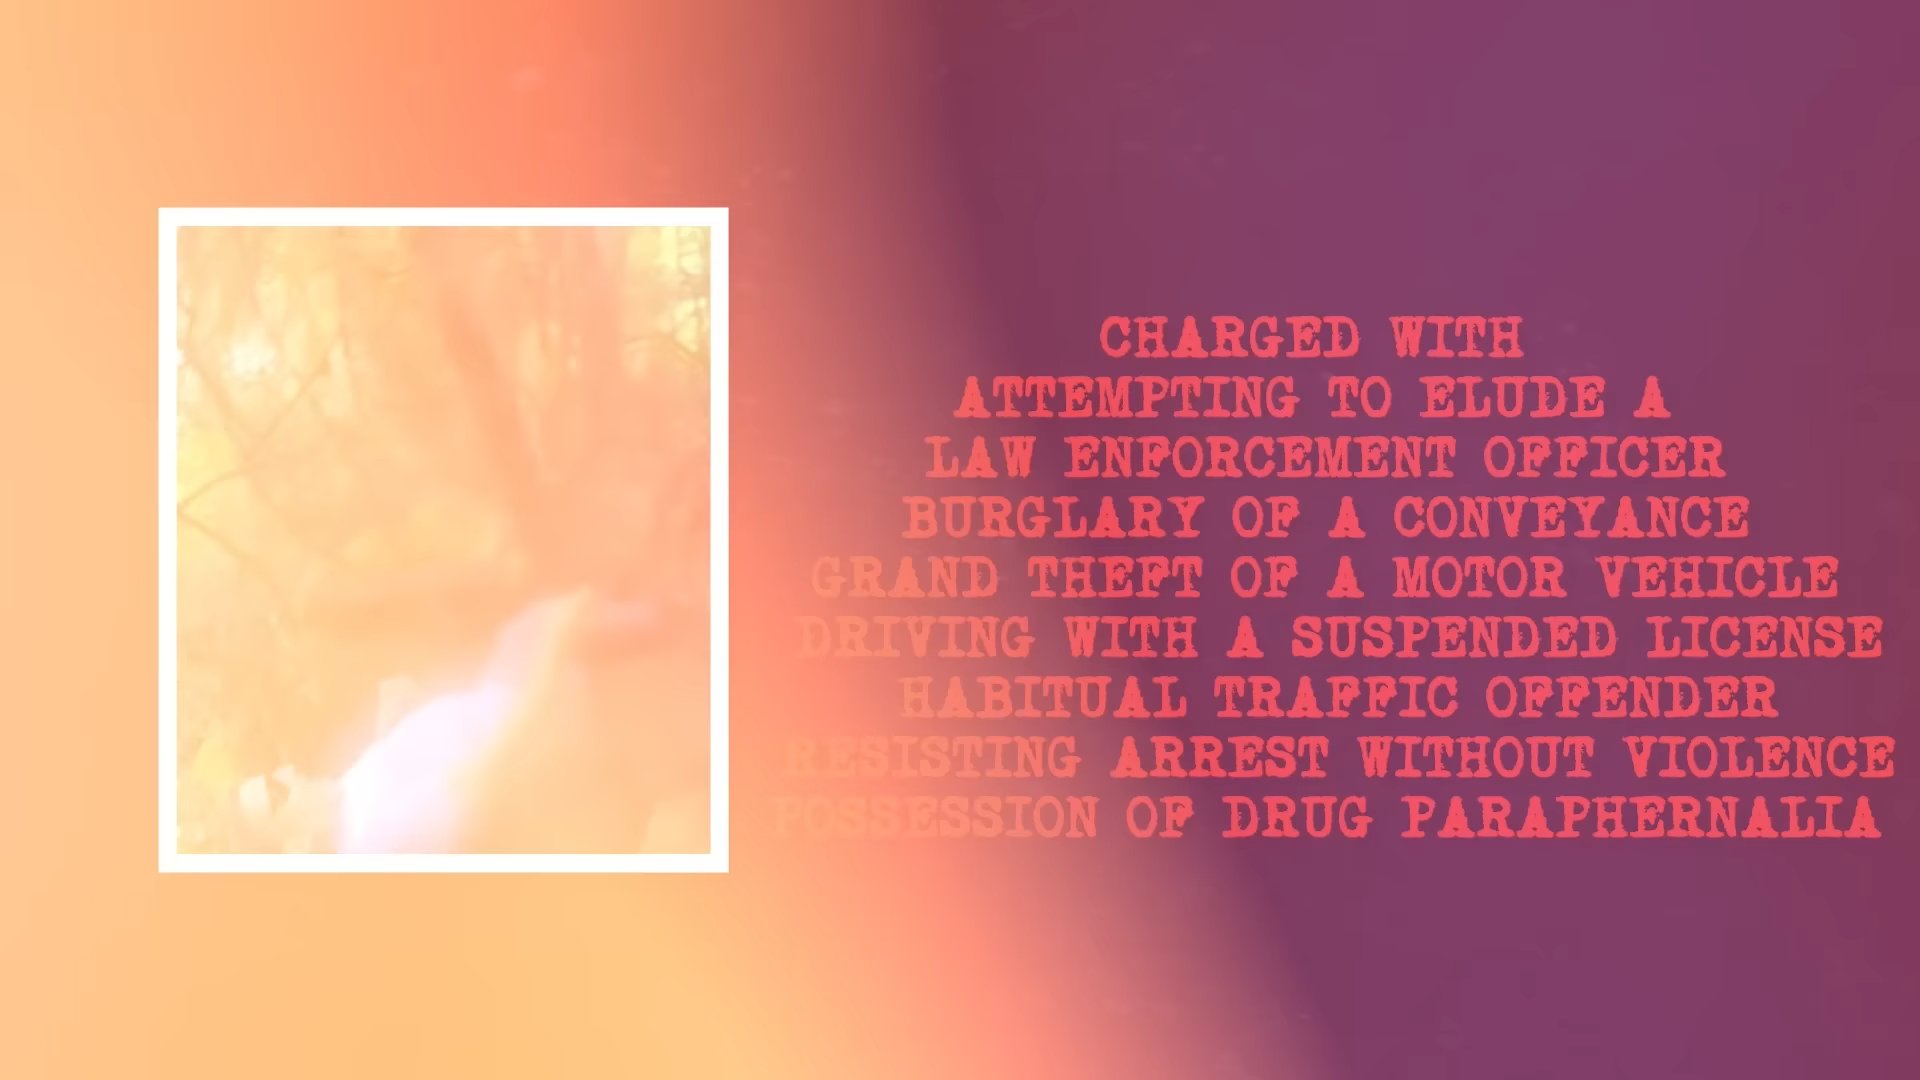 CHARGED WITH
ATTEMPTING TO ELUDE A
LAW ENFORCEMENT OFFICER
BURGLARY OF A CONVEYANCE
GRAND THEFT OF A MOTOR VEHICLE
DRIVING WITH A SUSPENDED LICENSE
HABITUAL TRAFFIC OFFENDER
RESISTING ARREST WITHOUT VIOLENCE
POSSESSION OF DRUG PARAPHERNALIA